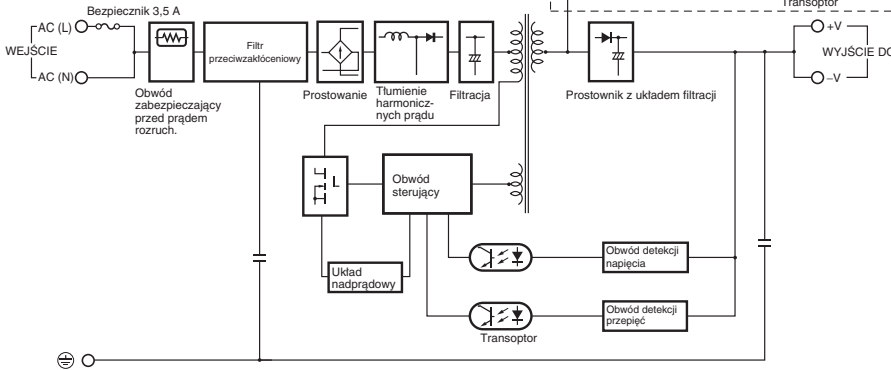 Transoptor
Bezpiecznik 3,5 A
AC (L)
WEJŚCIE
AC (N)
Filtr
przeciwzakłóceniowy
+V
WYJŚCIE DC
–V
Obwód
zabezpieczający
przed prądem
rozruch.
Prostowanie
Tłumienie
harmonicz-
nych prądu
Filtracja
Prostownik z układem filtracji
Obwód
sterujący
Układ
nadprądowy
Obwód detekcji
napięcia
Obwód detekcji
przepięć
Transoptor